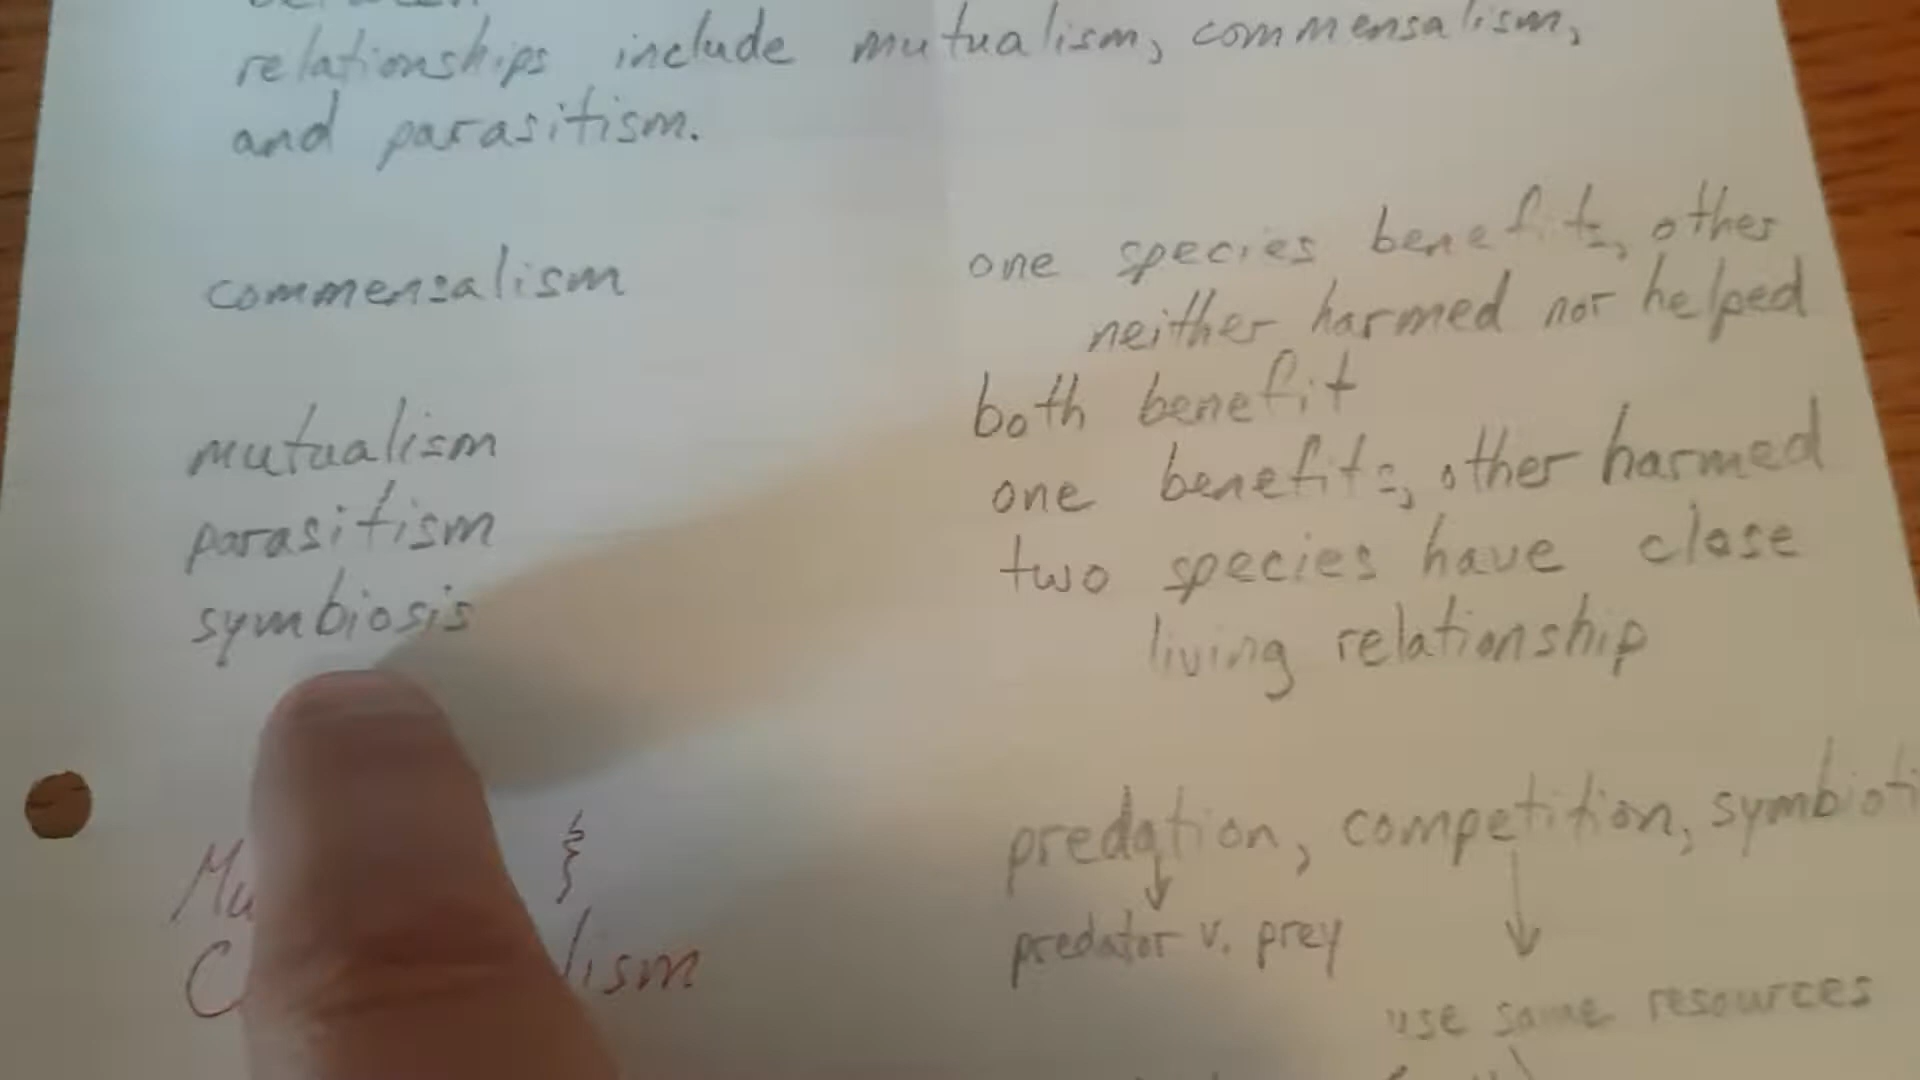 relationships include mutualism, commensalism,
and parasitism.
commensalism
one species benefits, other
neither harmed nor helped
mutualism
both benefit
parasitism
one benefits, other harmed
symbiosis
two species have close
living relationship
predation, competition, symbioti
predator v. prey
use same resources